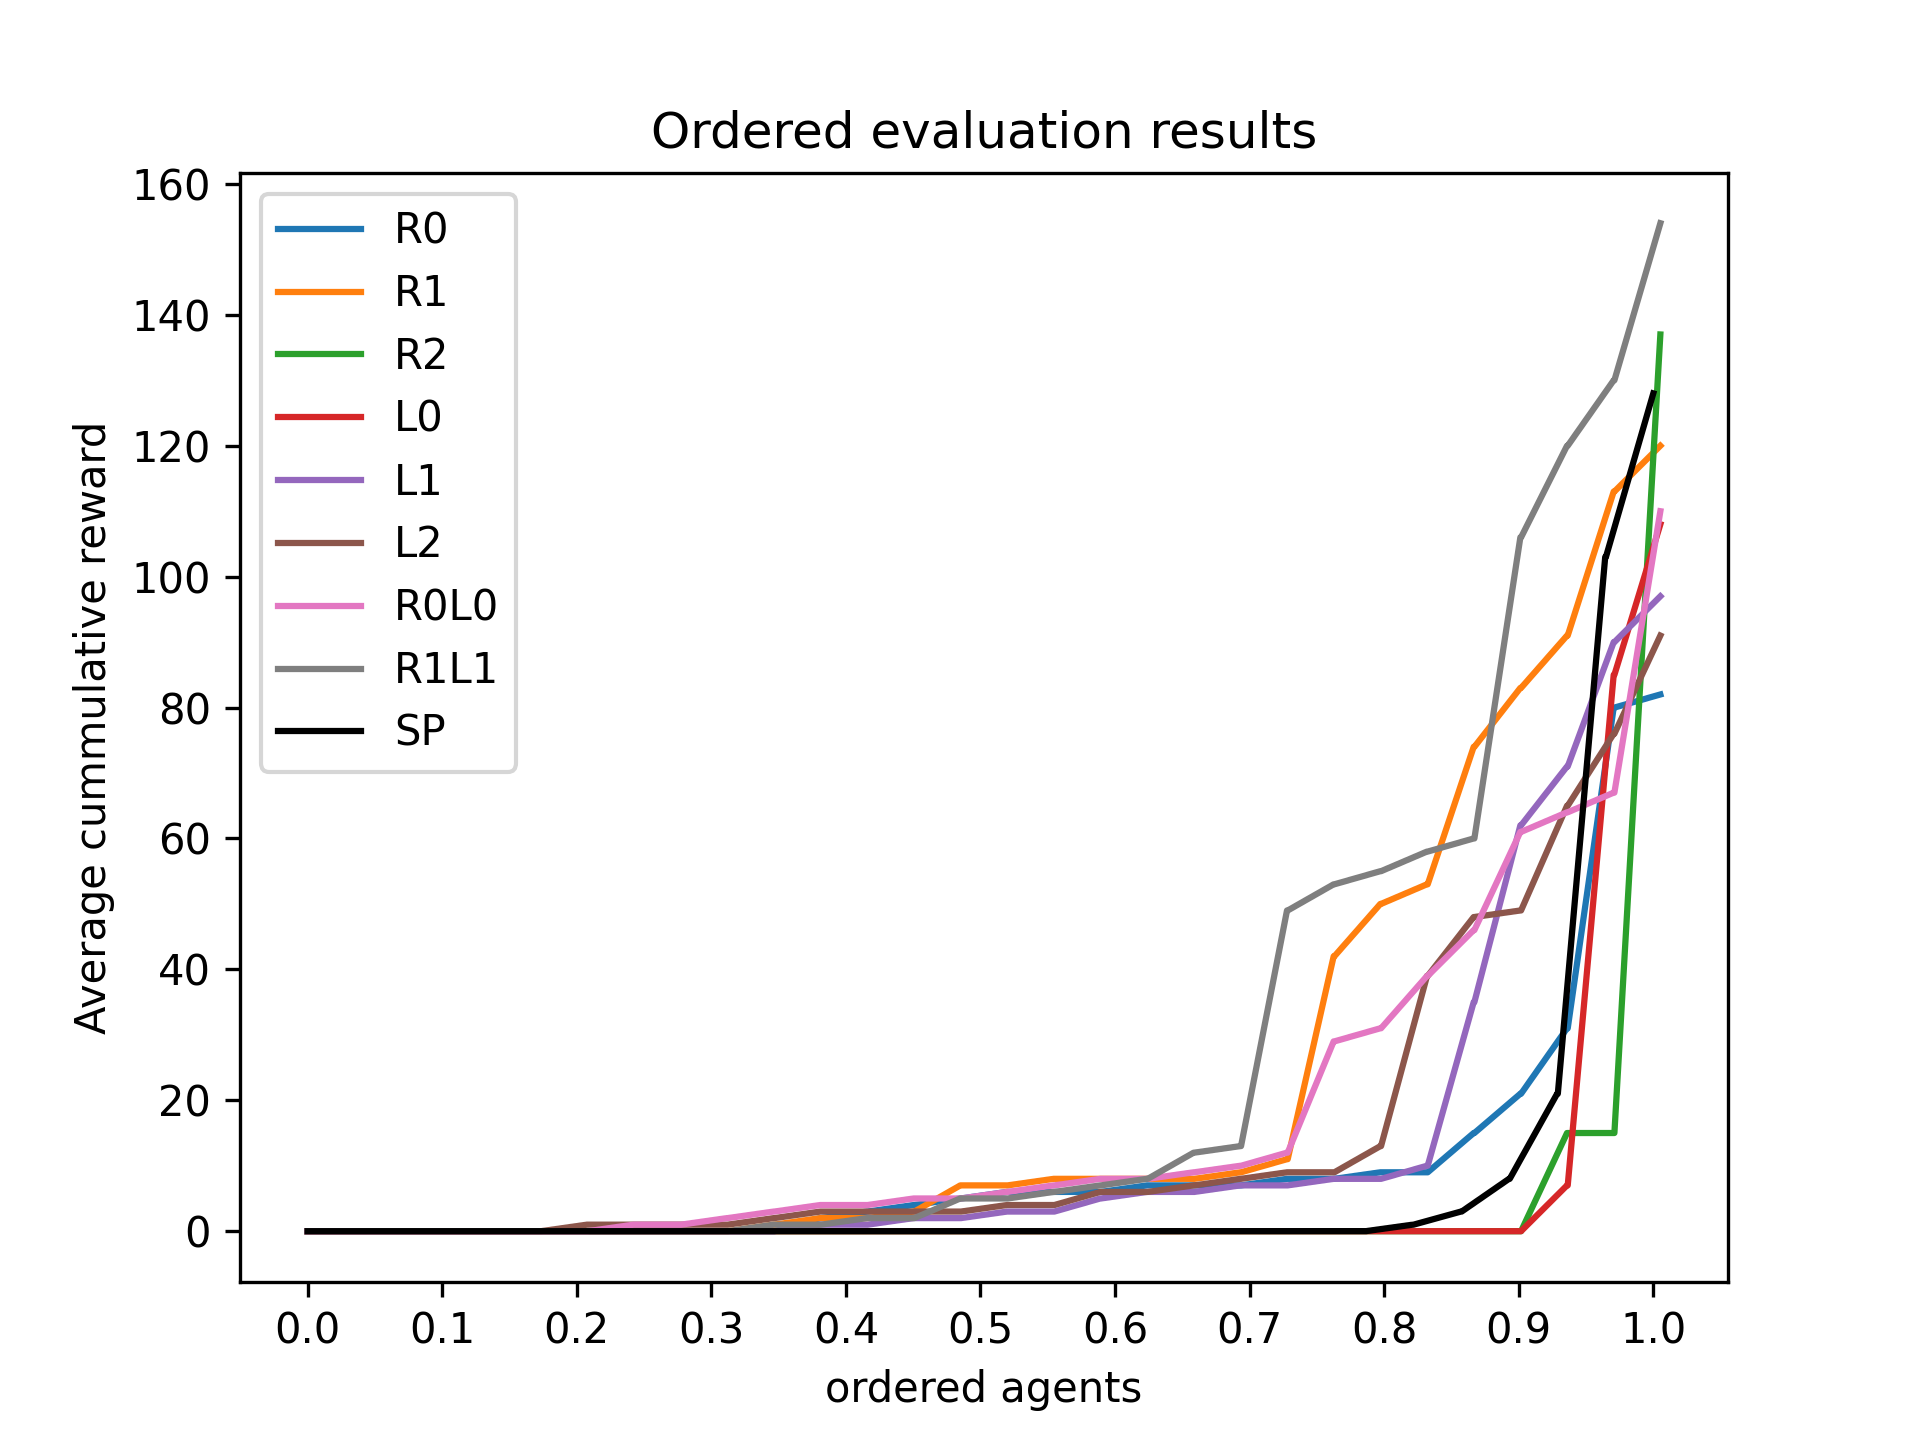 Ordered evaluation results
160
140
120
100
80
60
40
20
0
Average cummulative reward
R0
R1
R2
L0
L1
L2
R0L0
R1L1
SP
0.0 0.1 0.2 0.3 0.4 0.5 0.6 0.7 0.8 0.9 1.0
ordered agents